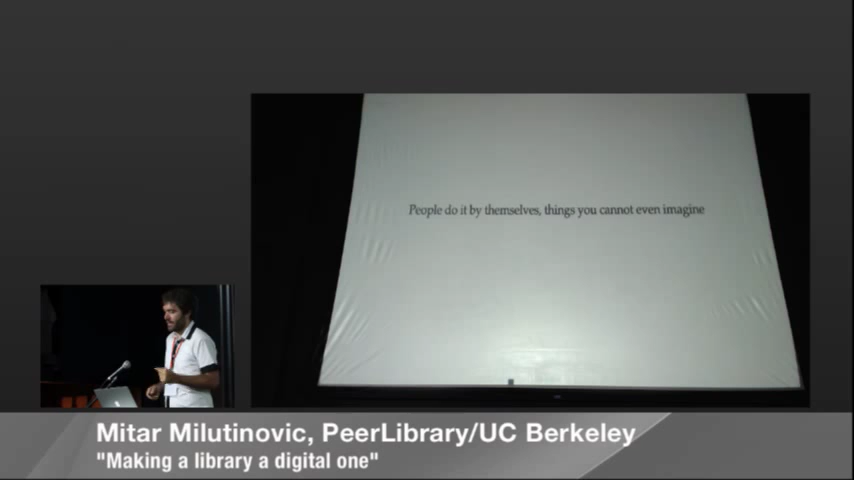 People do it by themselves, things you cannot even imagine
Mitar Milutinovic, PeerLibrary/UC Berkeley
"Making a library a digital one"